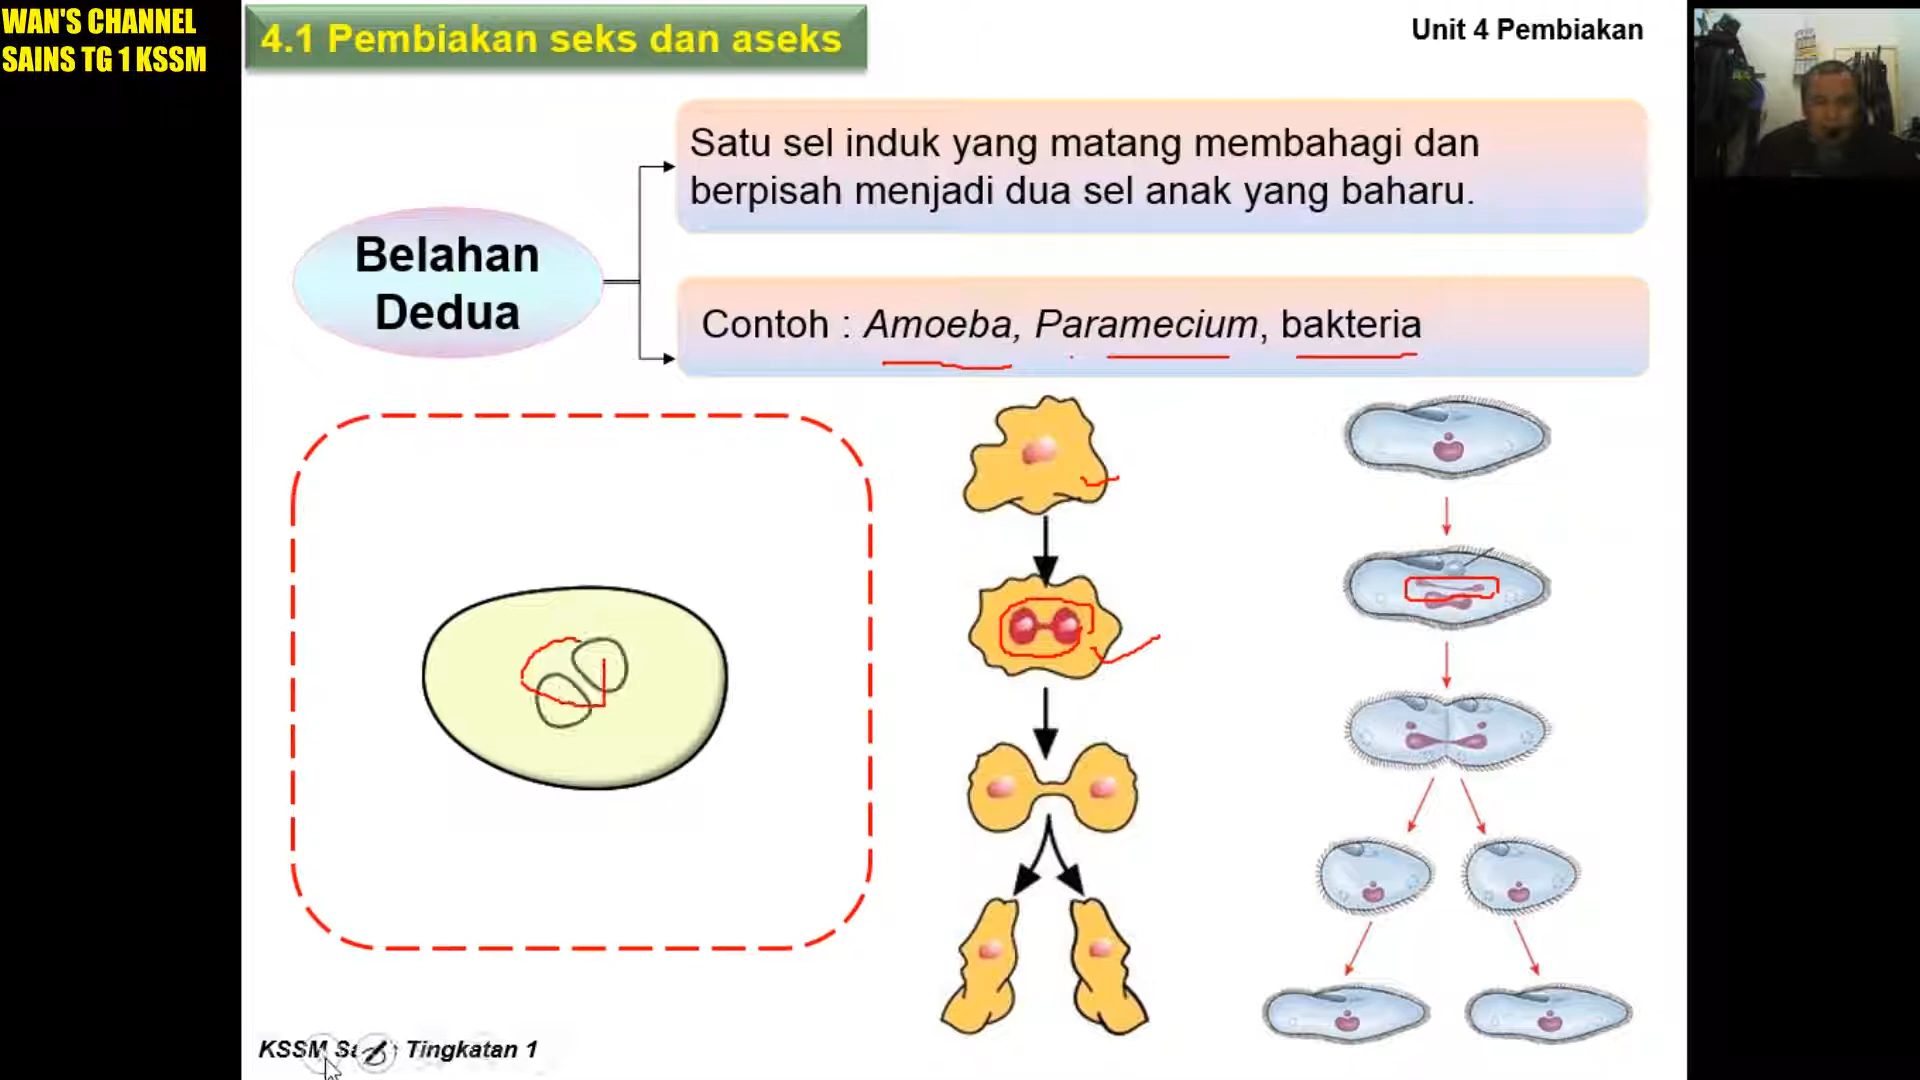 WAN'S CHANNEL
SAINS TG 1 KSSM
4.1 Pembiakan seks dan aseks
Unit 4 Pembiakan
Satu sel induk yang matang membahagi dan
berpisah menjadi dua sel anak yang baharu.
Belahan
Dedua
Contoh : Amoeba, Paramecium, bakteria
KSSM Tingkatan 1